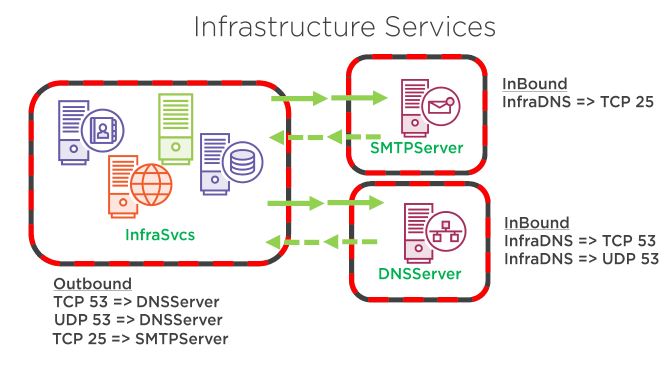 Infrastructure Services
InBound
InfraDNS => TCP 25
SMTPServer
InfraSvcs
InBound
InfraDNS => TCP 53
InfraDNS => UDP 53
DNSServer
Outbound
TCP 53 => DNSServer
UDP 53 => DNSServer
TCP 25 => SMTPServer